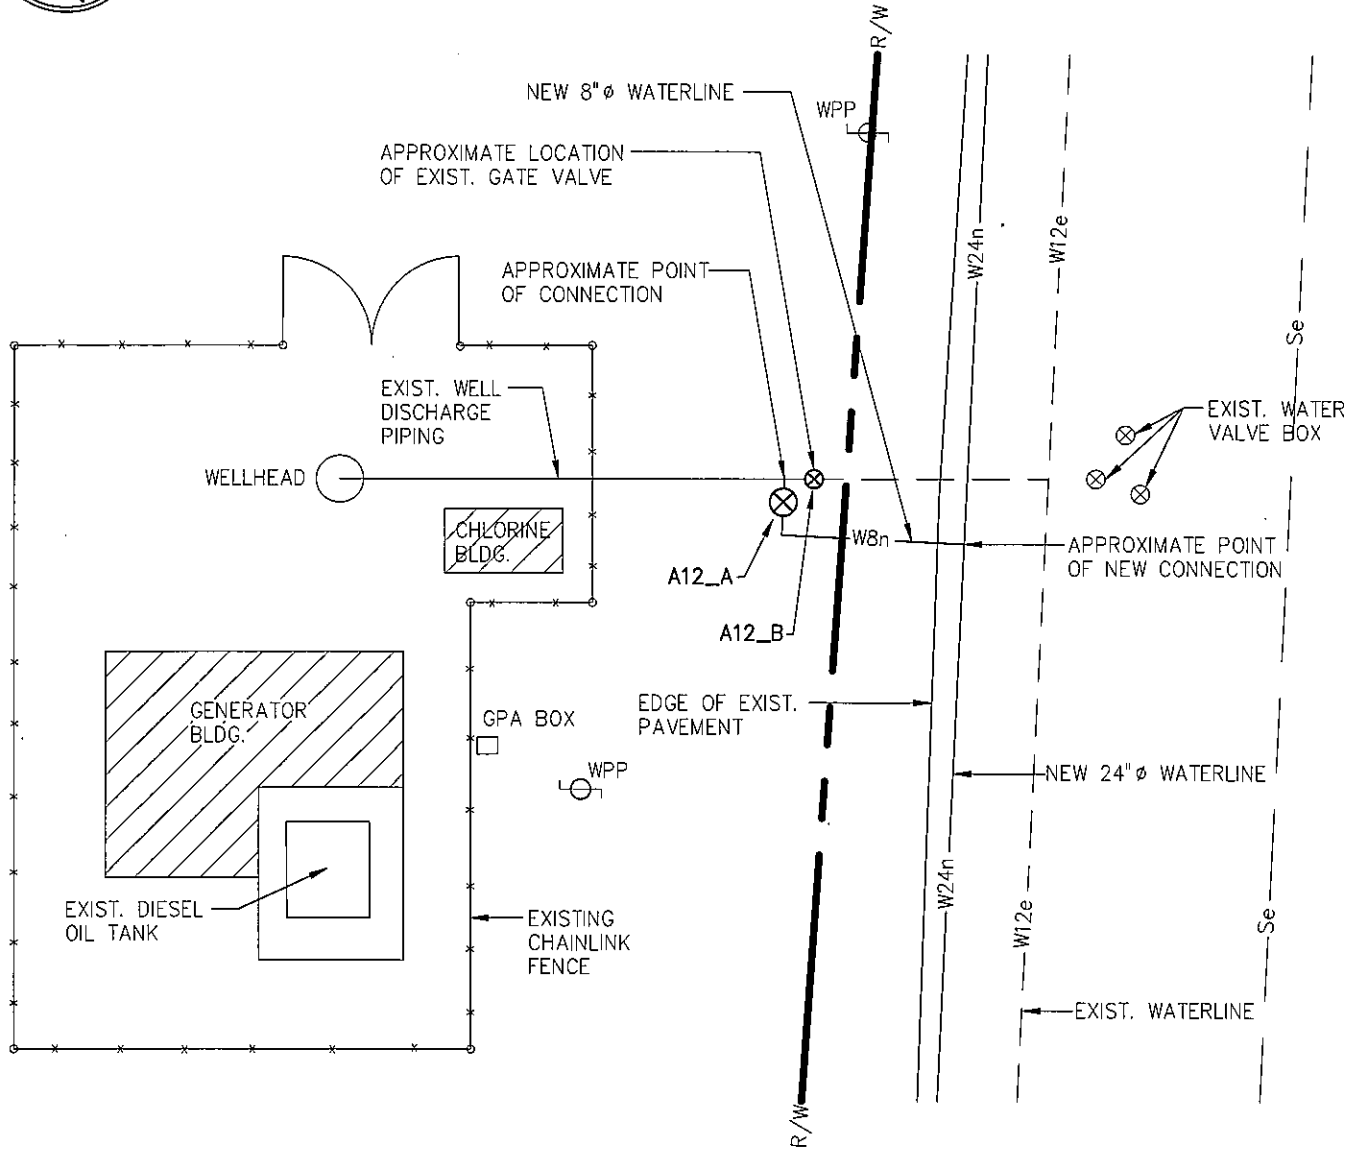 R/W
NEW 8"ø WATERLINE
WPP
APPROXIMATE LOCATION
OF EXIST. GATE VALVE
W24n
W12e
APPROXIMATE POINT
OF CONNECTION
Se
EXIST. WELL
DISCHARGE
PIPING
EXIST. WATER
VALVE BOX
WELLHEAD
CHLORINE
BLDG.
W8n
APPROXIMATE POINT
OF NEW CONNECTION
A12_A
A12_B
EDGE OF EXIST.
PAVEMENT
GENERATOR
BLDG.
GPA BOX
WPP
NEW 24"ø WATERLINE
W24n
W12e
Se
EXIST. DIESEL
OIL TANK
EXISTING
CHAINLINK
FENCE
EXIST. WATERLINE
R/W